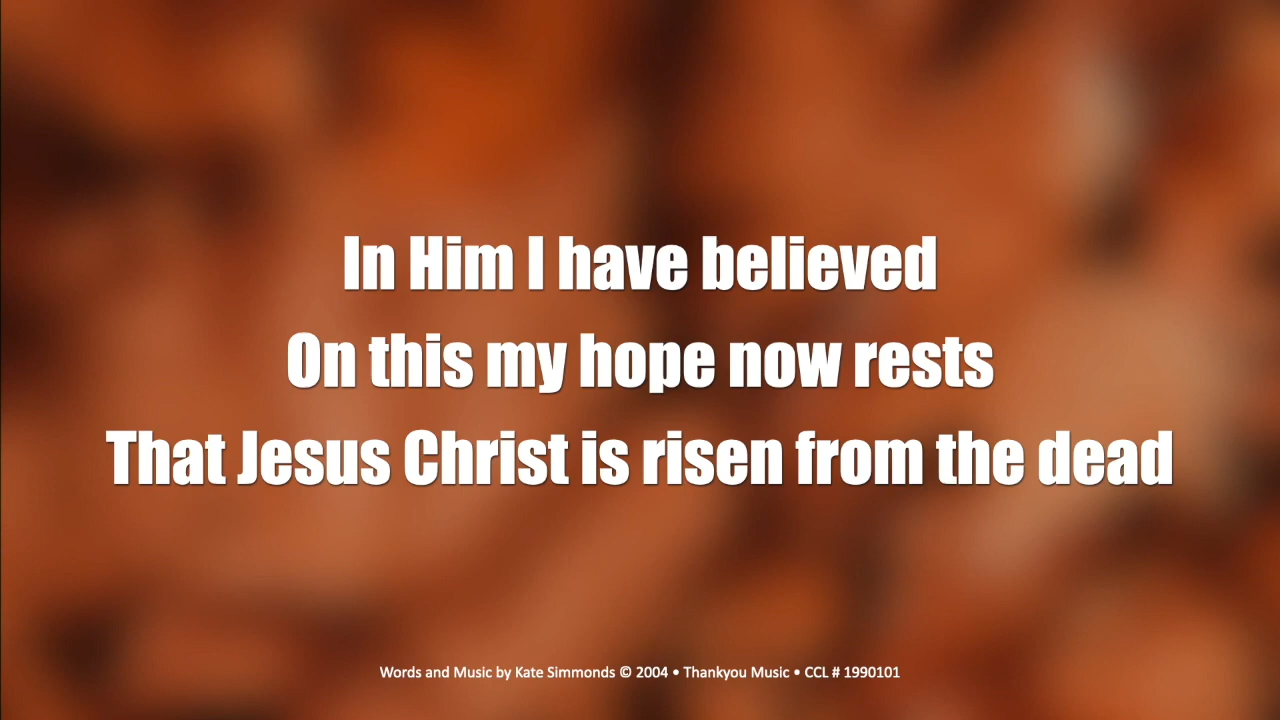 In Him I have believed
On this my hope now rests
That Jesus Christ is risen from the dead
Words and Music by Kate Simmonds © 2004 • Thankyou Music • CCL # 1990101